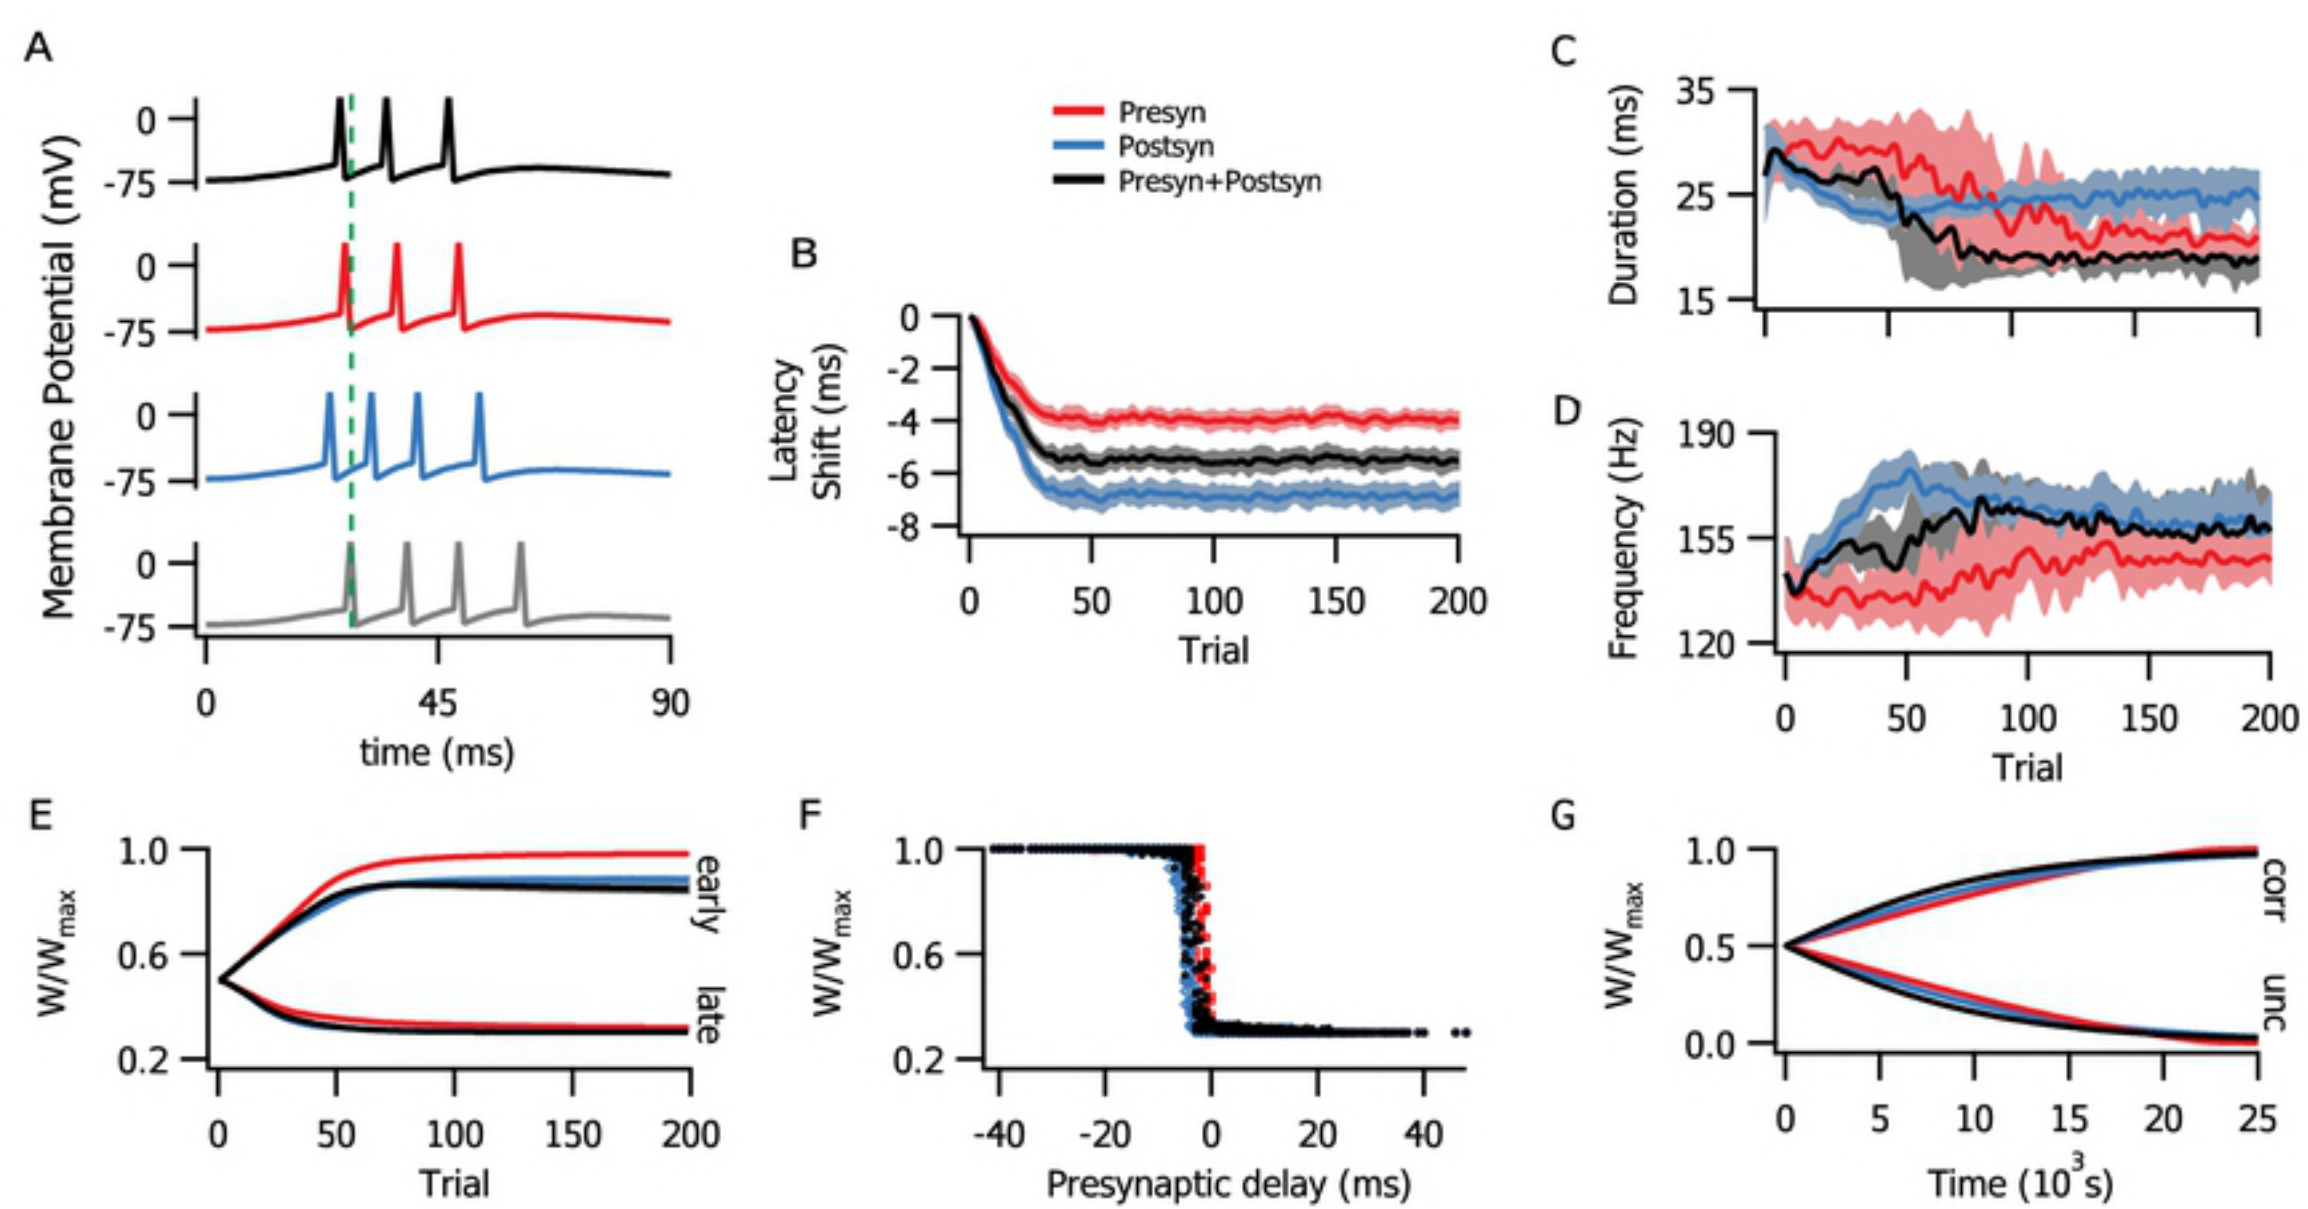 A
Membrane Potential (mV)
0
-75
0
-75
0
-75
0
-75
0 45 90
time (ms)
Presyn
Postsyn
Presyn+Postsyn
B
Latency
Shift (ms)
0
-2
-4
-6
-8
0 50 100 150 200
Trial
C
Duration (ms)
35
25
15
D
Frequency (Hz)
190
155
120
0 50 100 150 200
Trial
E
W/Wmax
1.0
0.6
0.2
early
late
0 50 100 150 200
Trial
F
W/Wmax
1.0
0.6
0.2
-40 -20 0 20 40
Presynaptic delay (ms)
G
W/Wmax
1.0
0.5
0.0
corr
unc
0 5 10 15 20 25
Time (10³s)